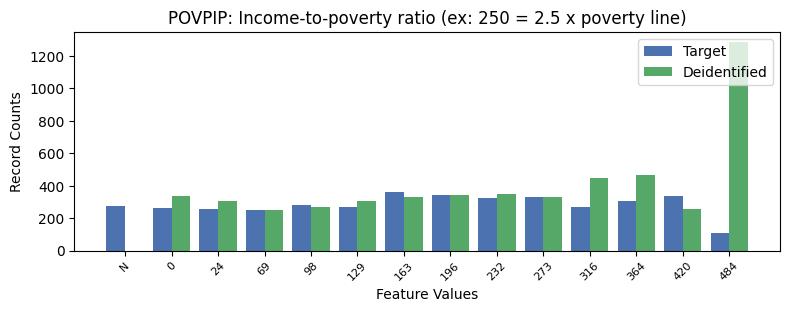 POVPIP: Income-to-poverty ratio (ex: 250 = 2.5 x poverty line)
Target
Deidentified
Record Counts
1200
1000
800
600
400
200
0
N 0 24 69 98 129 163 196 232 273 316 364 420 484
Feature Values